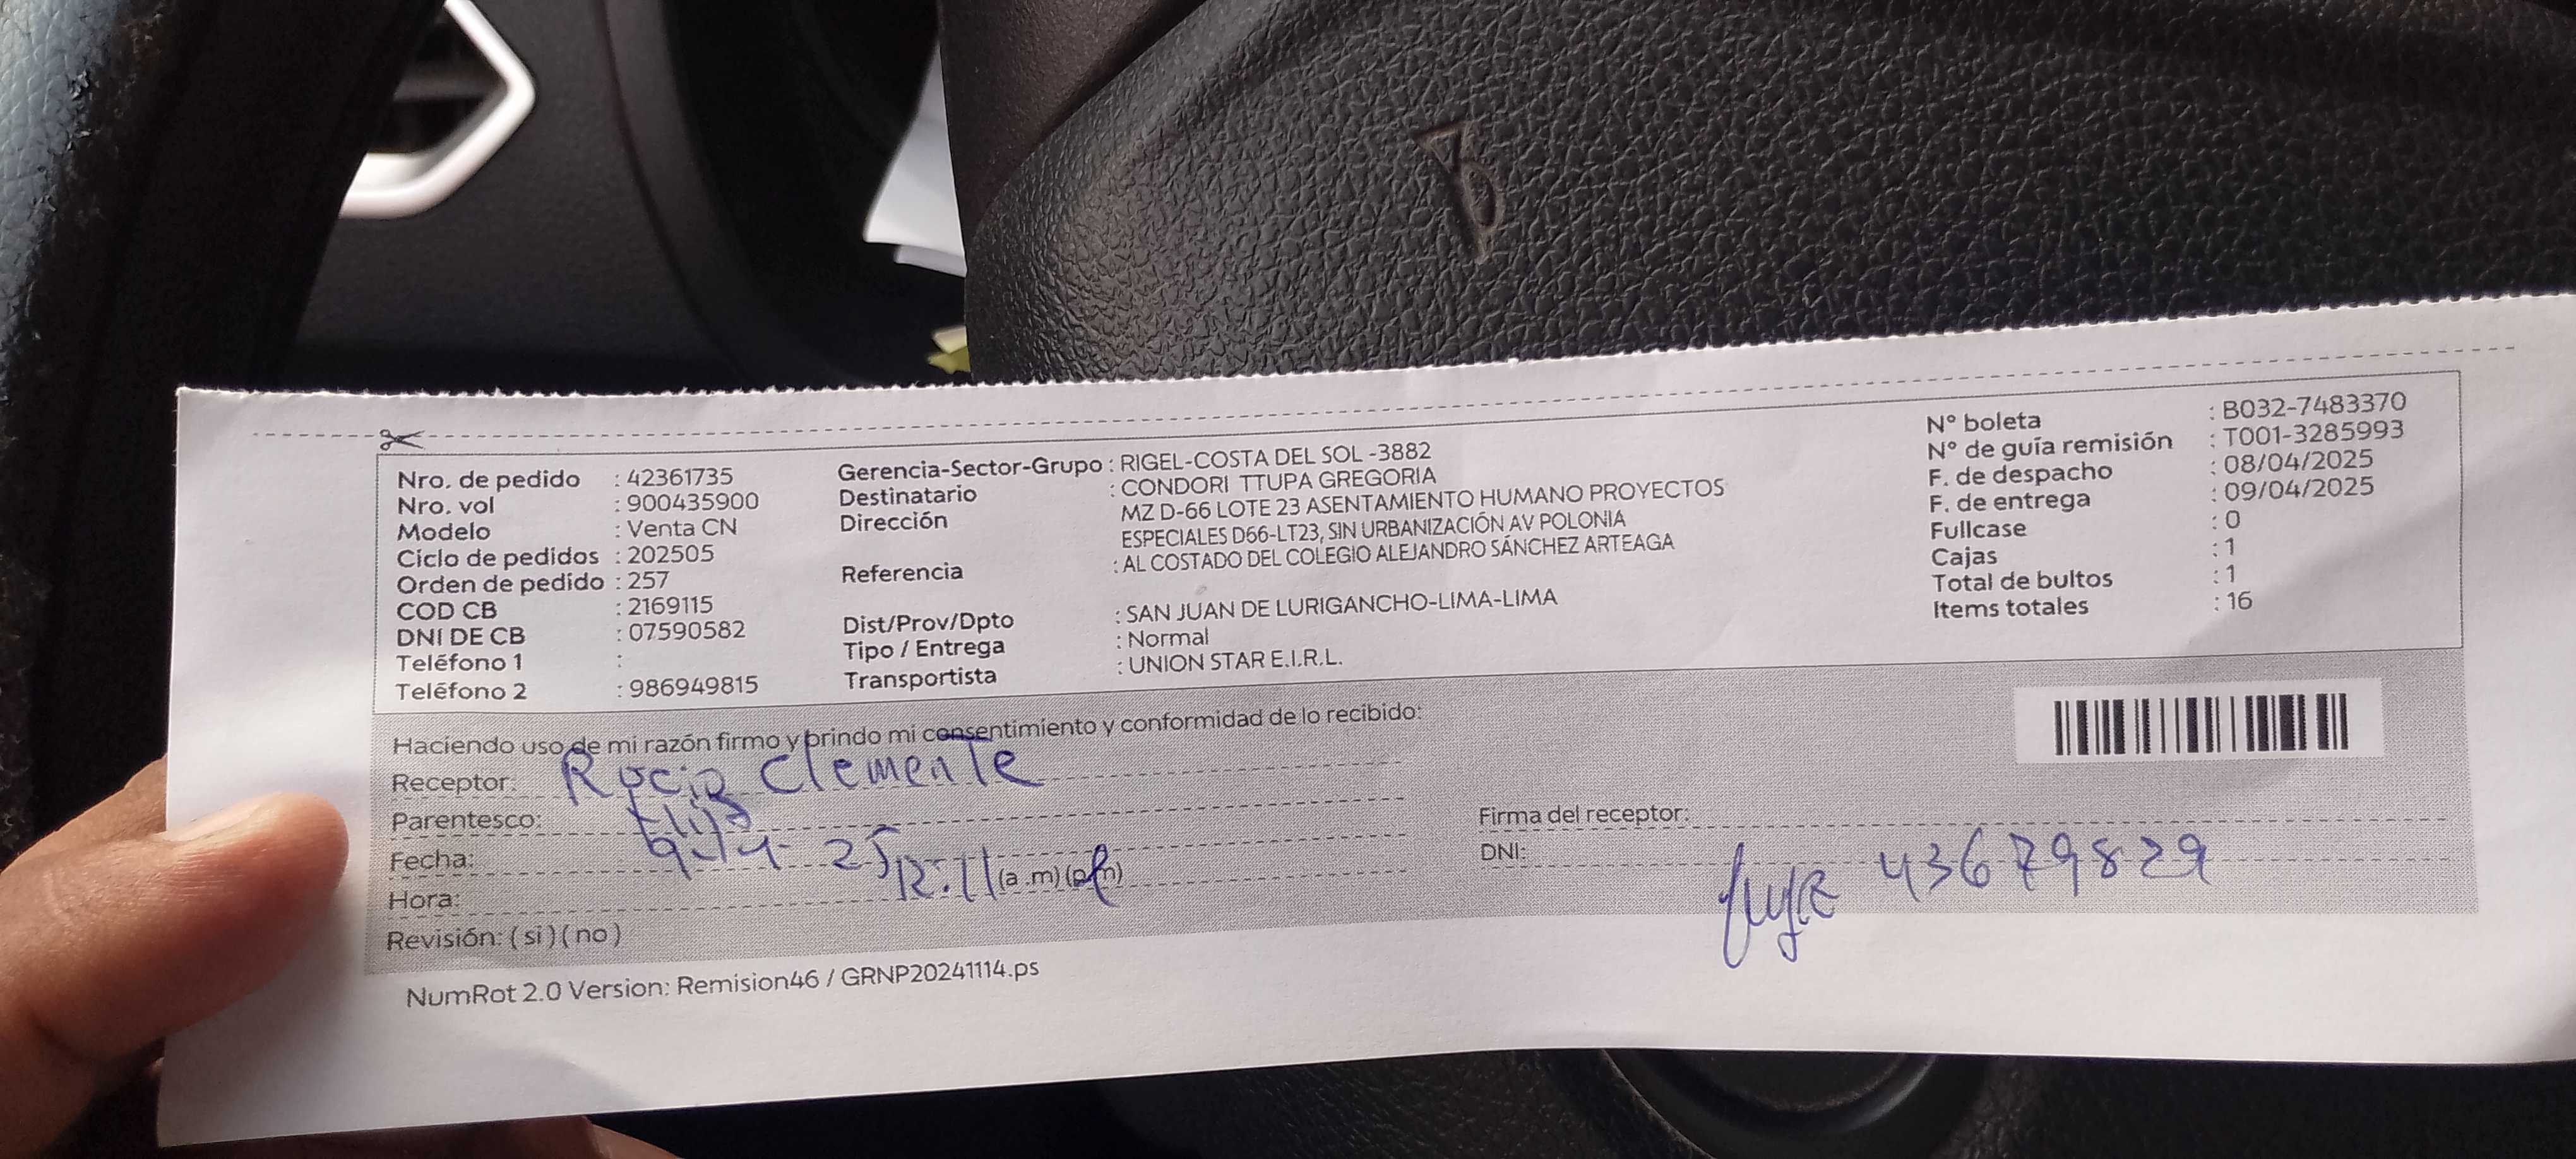 Nro. de pedido : 42361735
Nro. vol : 900435900
Modelo : Venta CN
Ciclo de pedidos : 202505
Orden de pedido : 257
COD CB : 2169115
DNI DE CB : 07590582
Teléfono 1 :
Teléfono 2 : 986949815
Gerencia-Sector-Grupo : RIGEL-COSTA DEL SOL -3882
Destinatario : CONDORI TTUPA GREGORIA
Dirección MZ D-66 LOTE 23 ASENTAMIENTO HUMANO PROYECTOS
ESPECIALES D66-LT23, SIN URBANIZACIÓN AV POLONIA
Referencia : AL COSTADO DEL COLEGIO ALEJANDRO SÁNCHEZ ARTEAGA
Dist/Prov/Dpto : SAN JUAN DE LURIGANCHO-LIMA-LIMA
Tipo / Entrega : Normal
Transportista : UNION STAR E.I.R.L.
N° boleta : B032-7483370
N° de guía remisión : T001-3285993
F. de despacho : 08/04/2025
F. de entrega : 09/04/2025
Fullcase : 0
Cajas : 1
Total de bultos : 1
Items totales : 16
Haciendo uso de mi razón firmo y brindo mi consentimiento y conformidad de lo recibido:
Receptor: Rocio Clemente
Parentesco: Hija
Fecha: 9-/4- 25
Hora: 12:11 (a .m) (p.m)
Revisión: ( si ) ( no )
Firma del receptor:
DNI: 43679829
NumRot 2.0 Version: Remision46 / GRNP20241114.ps